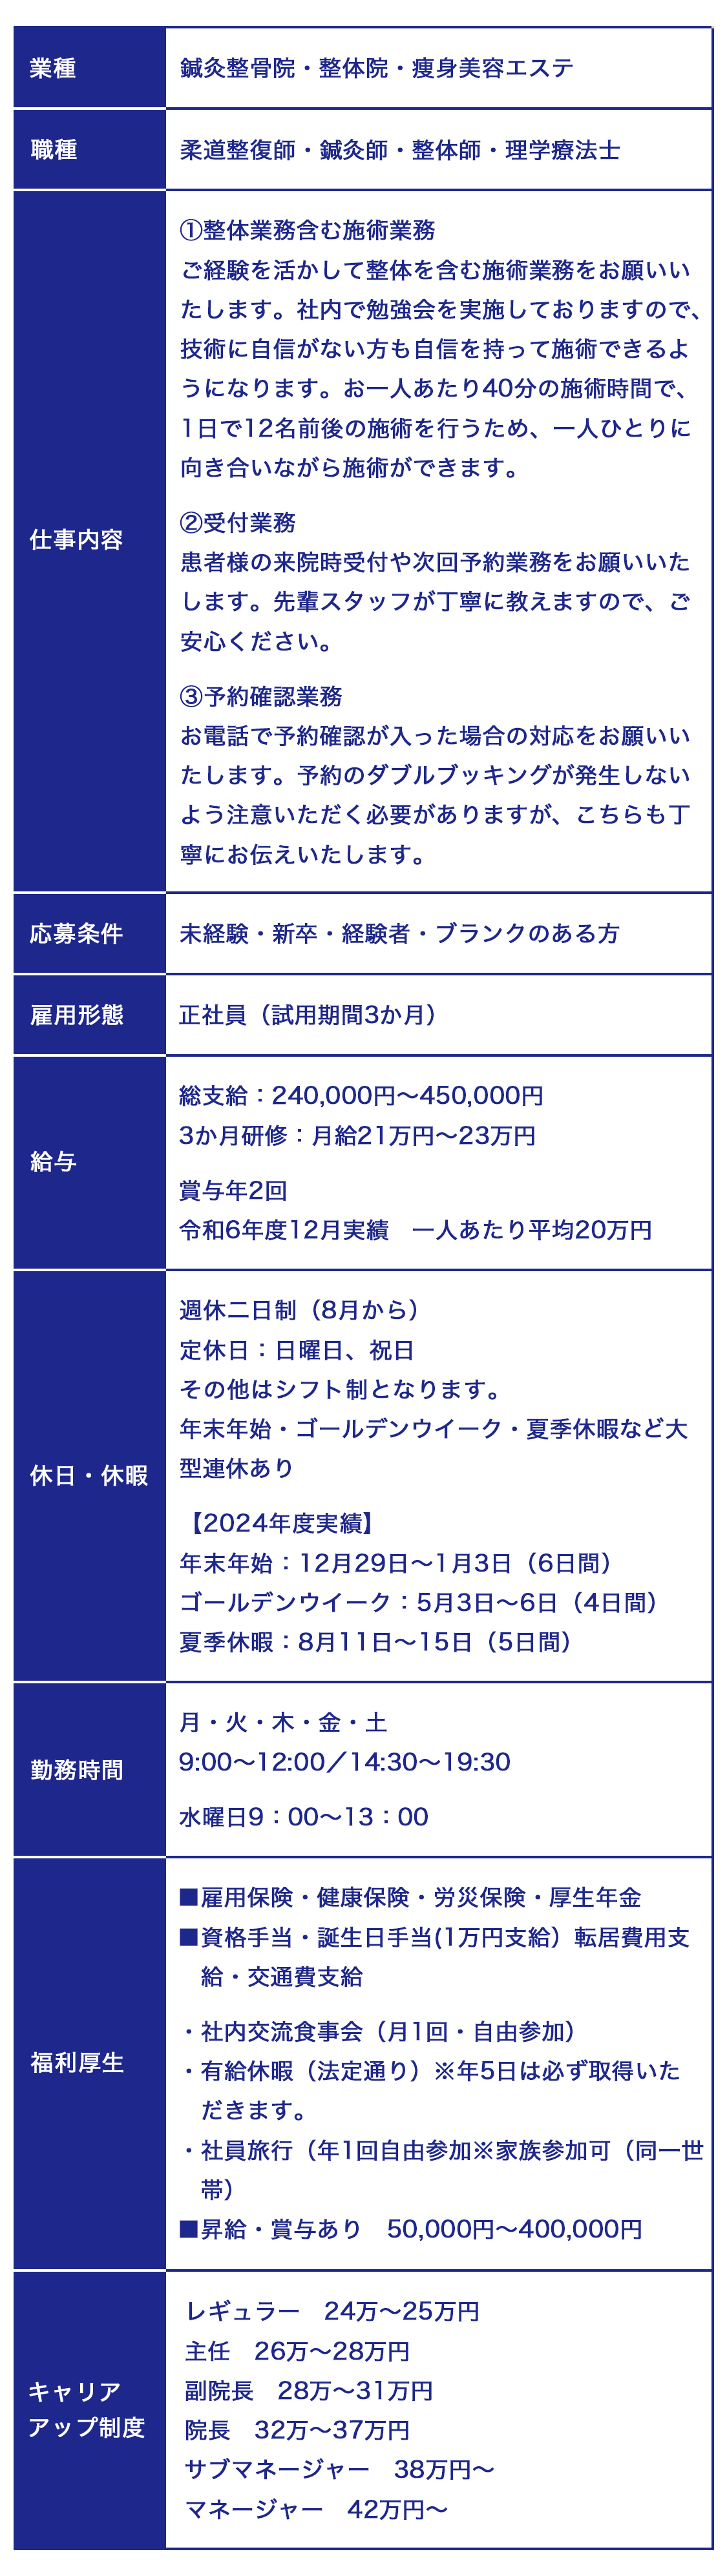 業種
鍼灸整骨院・整体院・痩身美容エステ
職種
柔道整復師・鍼灸師・整体師・理学療法士
仕事内容
①整体業務含む施術業務
ご経験を活かして整体を含む施術業務をお願いい
たします。社内で勉強会を実施しておりますので、
技術に自信がない方も自信を持って施術できるよ
うになります。お一人あたり40分の施術時間で、
1日で12名前後の施術を行うため、一人ひとりに
向き合いながら施術ができます。
②受付業務
患者様の来院時受付や次回予約業務をお願いいた
します。先輩スタッフが丁寧に教えますので、ご
安心ください。
③予約確認業務
お電話で予約確認が入った場合の対応をお願いい
たします。予約のダブルブッキングが発生しない
よう注意いただく必要がありますが、こちらも丁
寧にお伝えいたします。
応募条件
未経験・新卒・経験者・ブランクのある方
雇用形態
正社員（試用期間3か月）
給与
総支給：240,000円〜450,000円
3か月研修：月給21万円〜23万円
賞与年2回
令和6年度12月実績　一人あたり平均20万円
休日・休暇
週休二日制（8月から）
定休日：日曜日、祝日
その他はシフト制となります。
年末年始・ゴールデンウイーク・夏季休暇など大
型連休あり
【2024年度実績】
年末年始：12月29日〜1月3日（6日間）
ゴールデンウイーク：5月3日〜6日（4日間）
夏季休暇：8月11日〜15日（5日間）
勤務時間
月・火・木・金・土
9:00〜12:00／14:30〜19:30
水曜日9：00〜13：00
福利厚生
■雇用保険・健康保険・労災保険・厚生年金
■資格手当・誕生日手当(1万円支給）転居費用支
給・交通費支給
・社内交流食事会（月1回・自由参加）
・有給休暇（法定通り）※年5日は必ず取得いた
だきます。
・社員旅行（年1回自由参加※家族参加可（同一世
帯）
■昇給・賞与あり　50,000円〜400,000円
キャリア
アップ制度
レギュラー　24万〜25万円
主任　26万〜28万円
副院長　28万〜31万円
院長　32万〜37万円
サブマネージャー　38万円〜
マネージャー　42万円〜